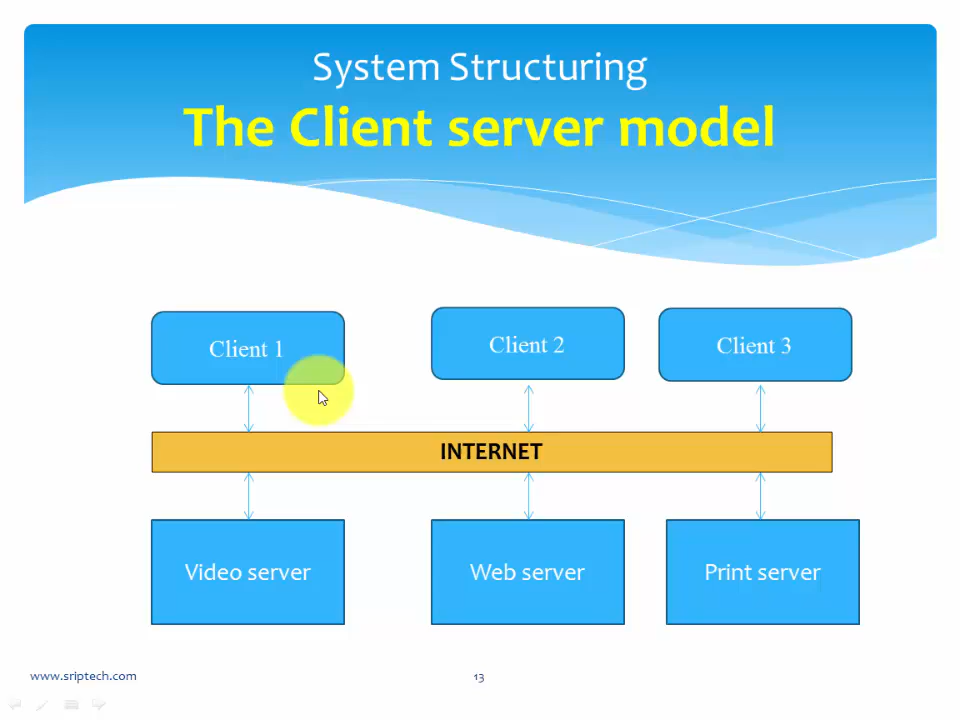 System Structuring
The Client server model
Client 1
Client 2
Client 3
INTERNET
Video server
Web server
Print server
www.sriptech.com
13